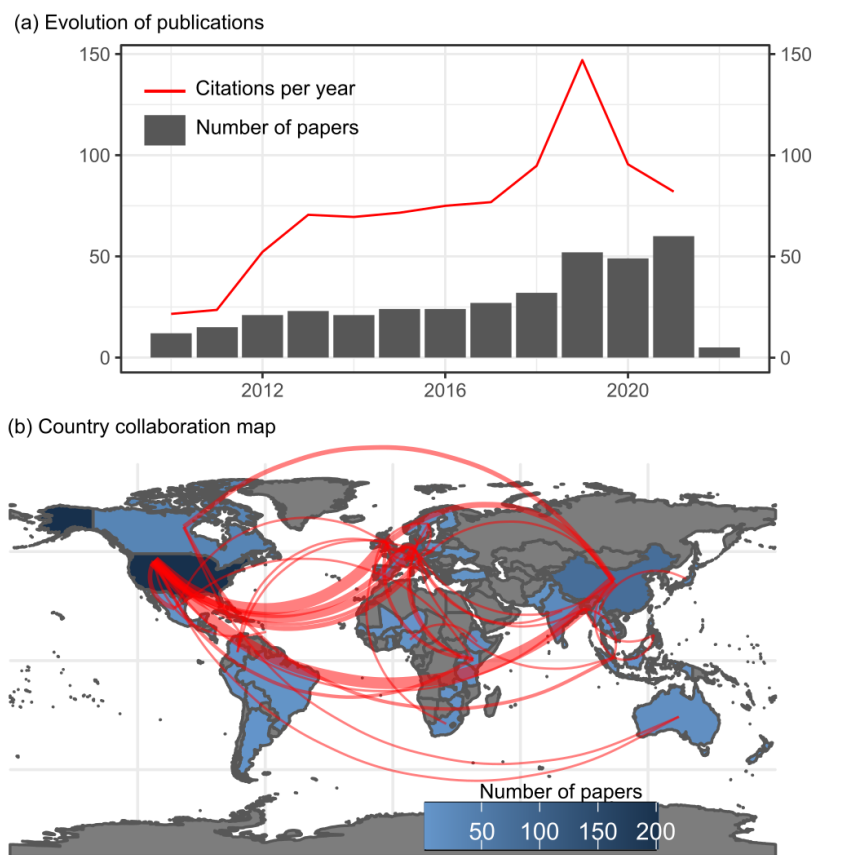 (a) Evolution of publications
150 150
Citations per year
Number of papers
100 100
50 50
0 0
2012 2016 2020
(b) Country collaboration map
Number of papers
50 100 150 200